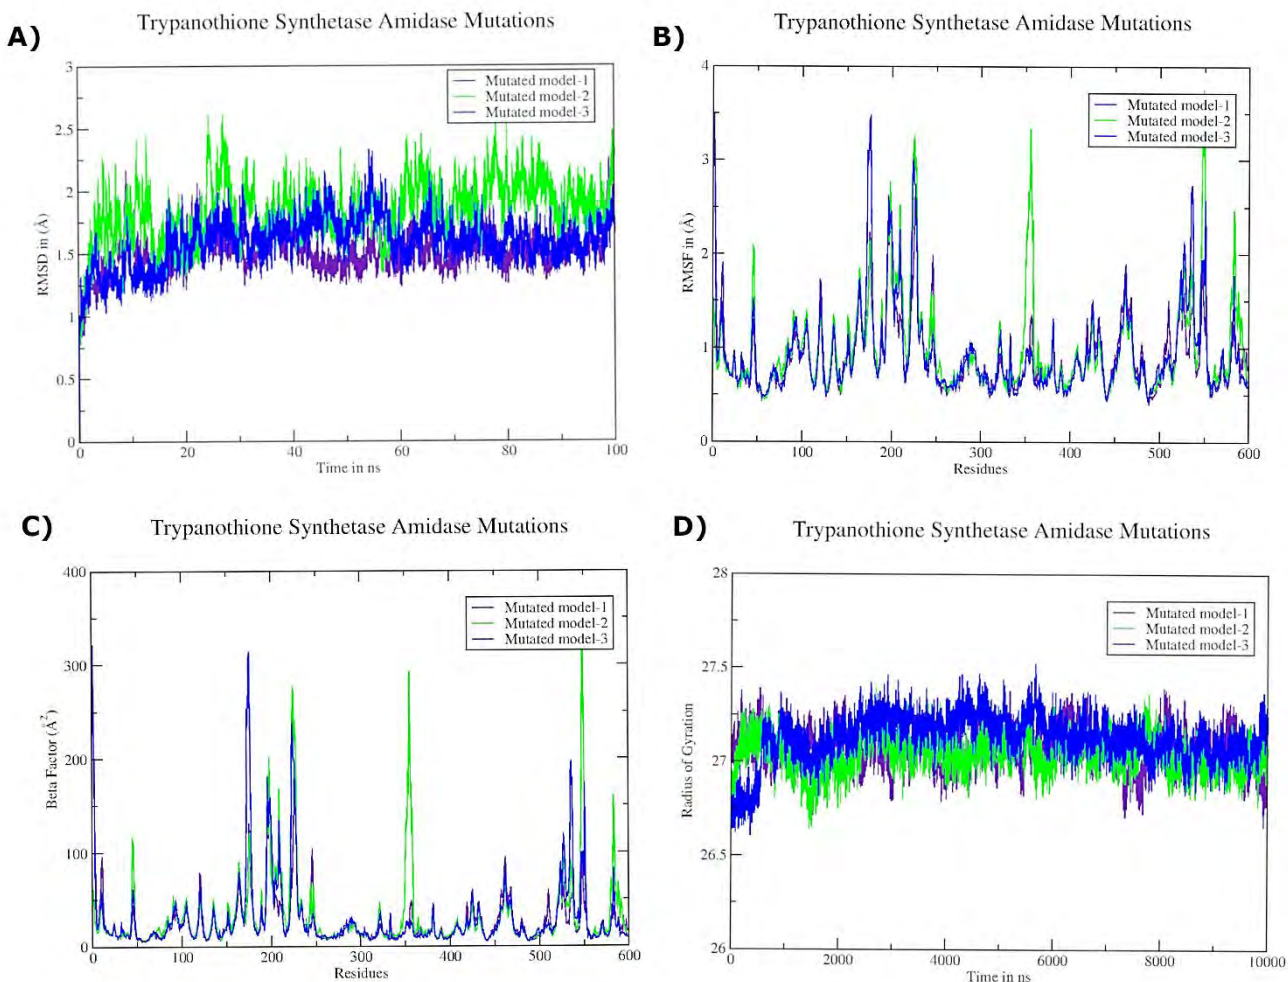 A)
Trypanothione Synthetase Amidase Mutations
3
2.5
2
1.5
1
0.5
0
RMSD in (Å)
Mutated model-1
Mutated model-2
Mutated model-3
0 20 40 60 80 100
Time in ns
B)
Trypanothione Synthetase Amidase Mutations
4
3
2
1
0
RMSF in (Å)
Mutated model-1
Mutated model-2
Mutated model-3
0 100 200 300 400 500 600
Residues
C)
Trypanothione Synthetase Amidase Mutations
400
300
200
100
0
Beta Factor (Å²)
Mutated model-1
Mutated model-2
Mutated model-3
0 100 200 300 400 500 600
Residues
D)
Trypanothione Synthetase Amidase Mutations
28
27.5
27
26.5
26
Radius of Gyration
Mutated model-1
Mutated model-2
Mutated model-3
0 2000 4000 6000 8000 10000
Time in ns